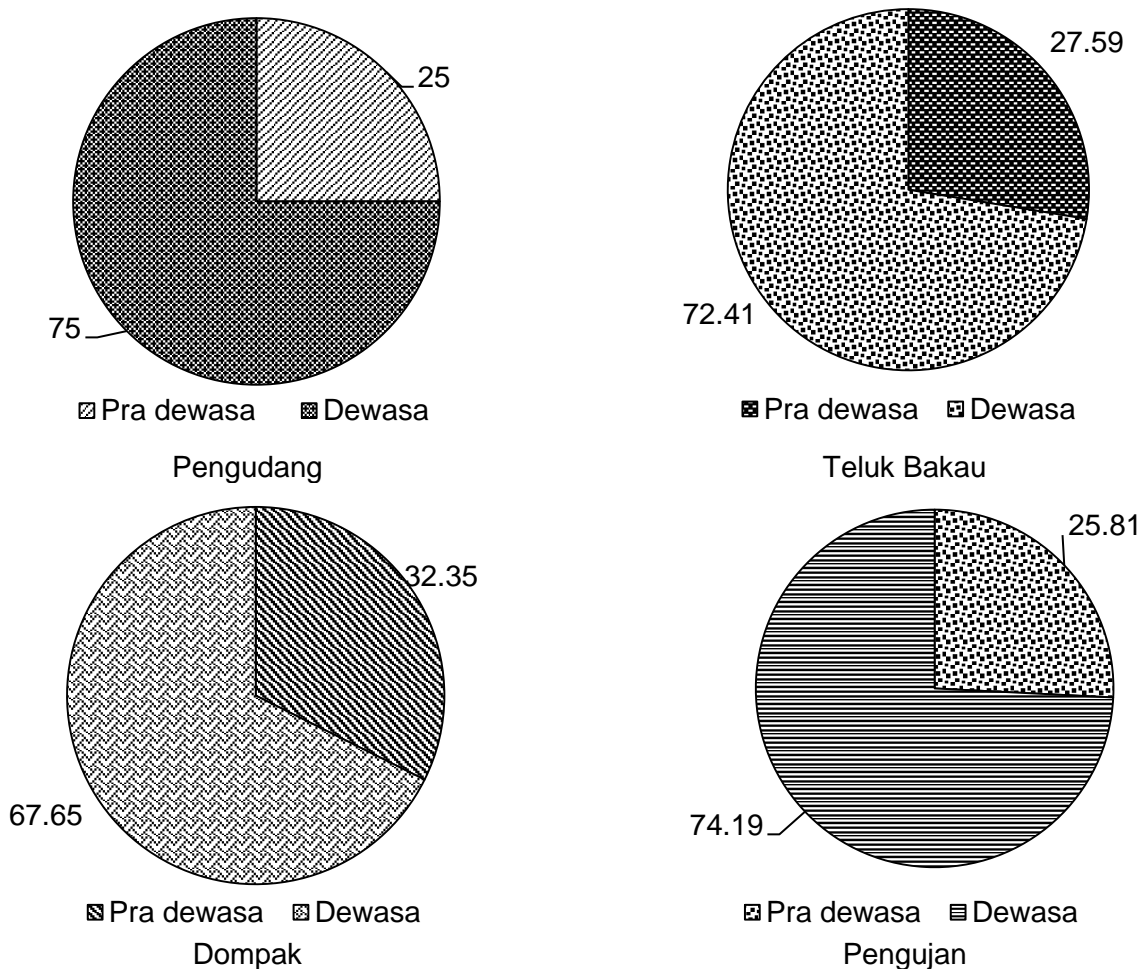 25
75
Pra dewasa Dewasa
Pengudang
27.59
72.41
Pra dewasa Dewasa
Teluk Bakau
32.35
67.65
Pra dewasa Dewasa
Dompak
25.81
74.19
Pra dewasa Dewasa
Pengujan